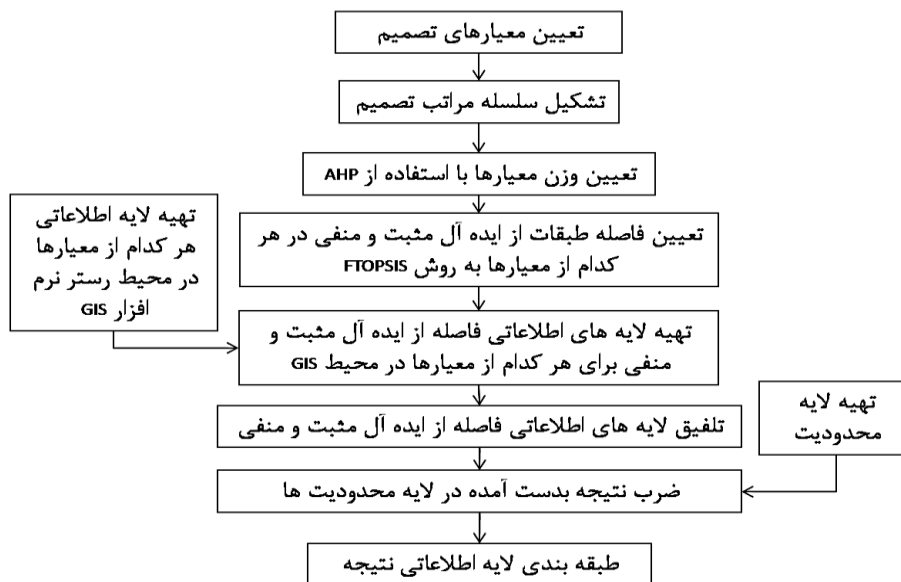 تعیین معیارهای تصمیم
تشکیل سلسله مراتب تصمیم
تعیین وزن معیارها با استفاده از AHP
تهیه لایه اطلاعاتی
هر کدام از معیارها
در محیط رستر نرم
افزار GIS
تعیین فاصله طبقات از ایده آل مثبت و منفی در هر
کدام از معیارها به روش FTOPSIS
تهیه لایه های اطلاعاتی فاصله از ایده آل مثبت و
منفی برای هر کدام از معیارها در محیط GIS
تهیه لایه
محدودیت
تلفیق لایه های اطلاعاتی فاصله از ایده آل مثبت و منفی
ضرب نتیجه بدست آمده در لایه محدودیت ها
طبقه بندی لایه اطلاعاتی نتیجه